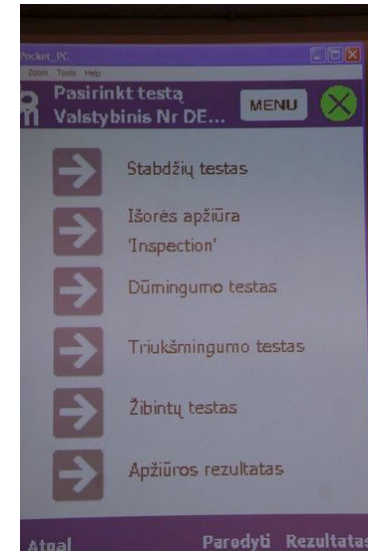 Pocket_PC
Zoom Tools Help
Pasirinkt testą
Valstybinis Nr DE...
MENU
Stabdžių testas
Išorės apžiūra
'Inspection'
Dūmingumo testas
Triukšmingumo testas
Žibintų testas
Apžiūros rezultatas
Atgal Parodyti Rezultatas